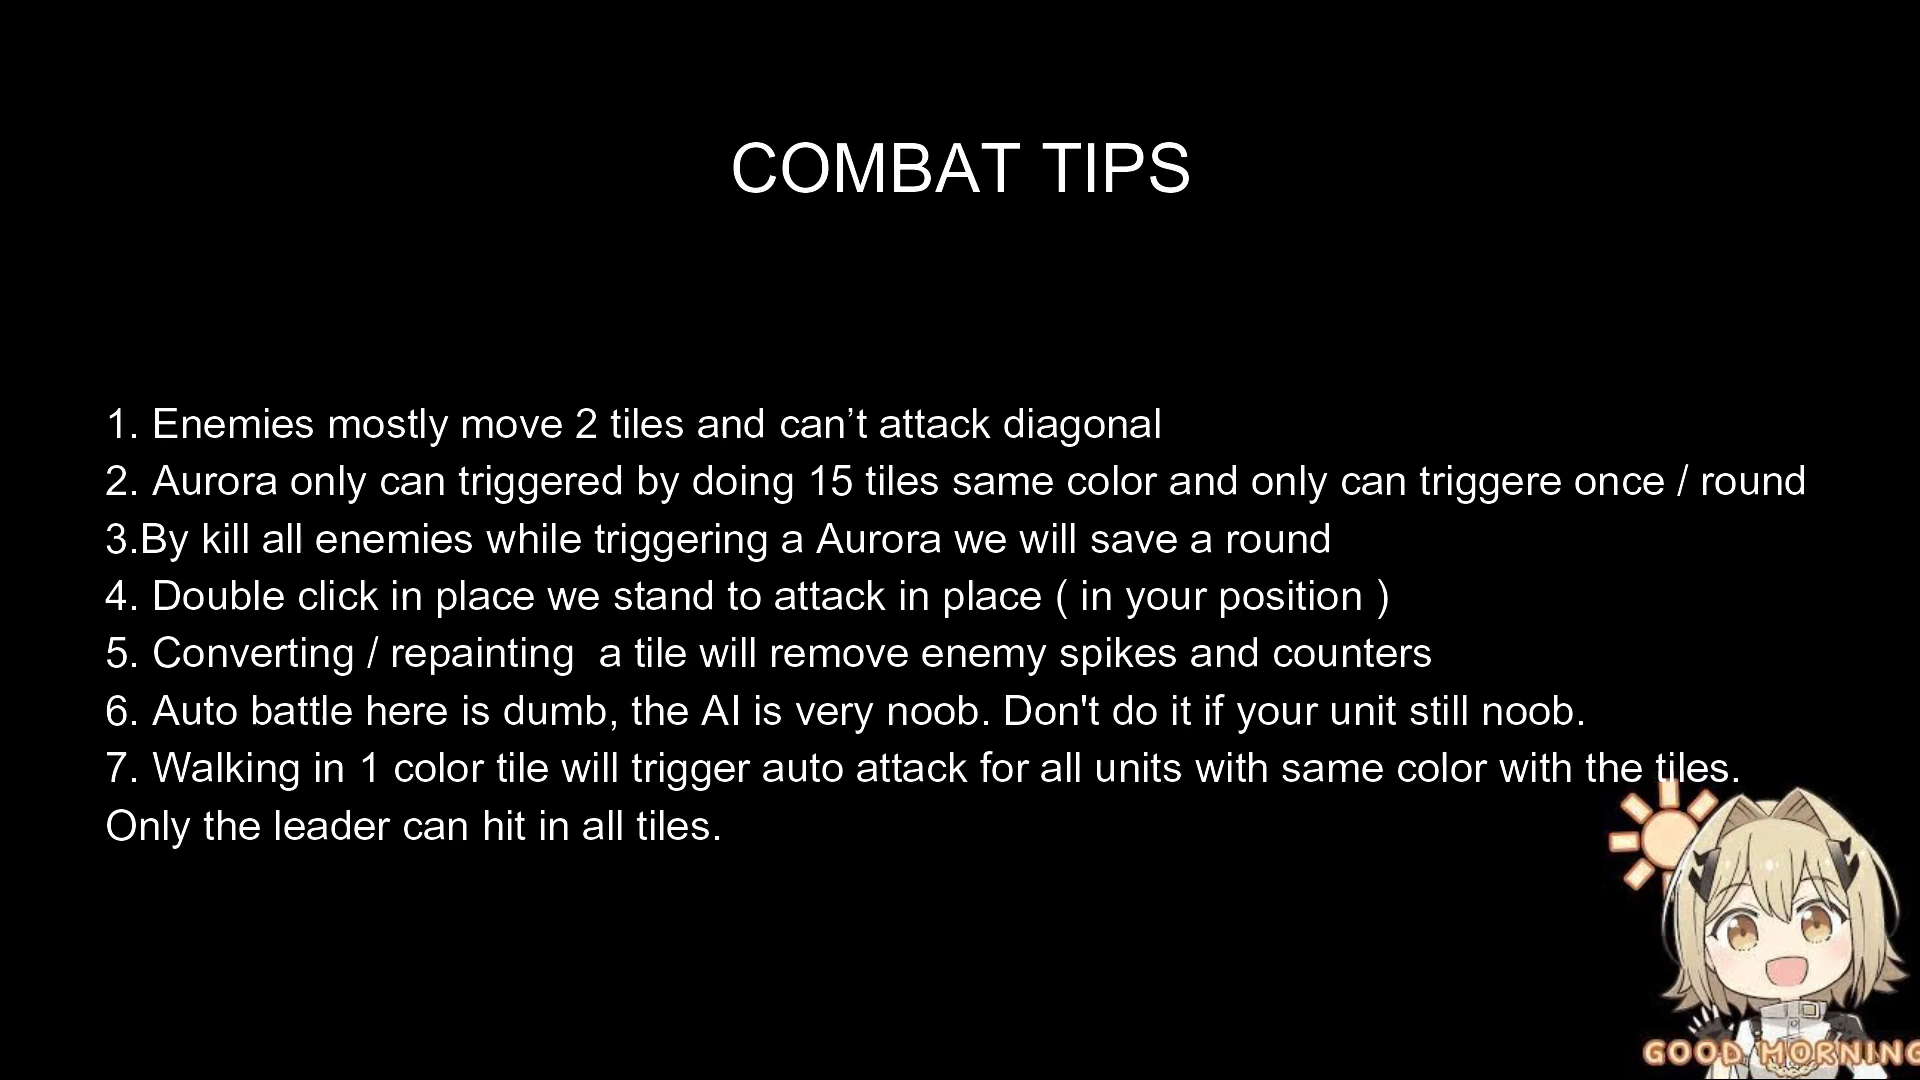 COMBAT TIPS
1. Enemies mostly move 2 tiles and can’t attack diagonal
2. Aurora only can triggered by doing 15 tiles same color and only can triggere once / round
3.By kill all enemies while triggering a Aurora we will save a round
4. Double click in place we stand to attack in place ( in your position )
5. Converting / repainting  a tile will remove enemy spikes and counters
6. Auto battle here is dumb, the AI is very noob. Don't do it if your unit still noob.
7. Walking in 1 color tile will trigger auto attack for all units with same color with the tiles.
Only the leader can hit in all tiles.
GOOD MORNING